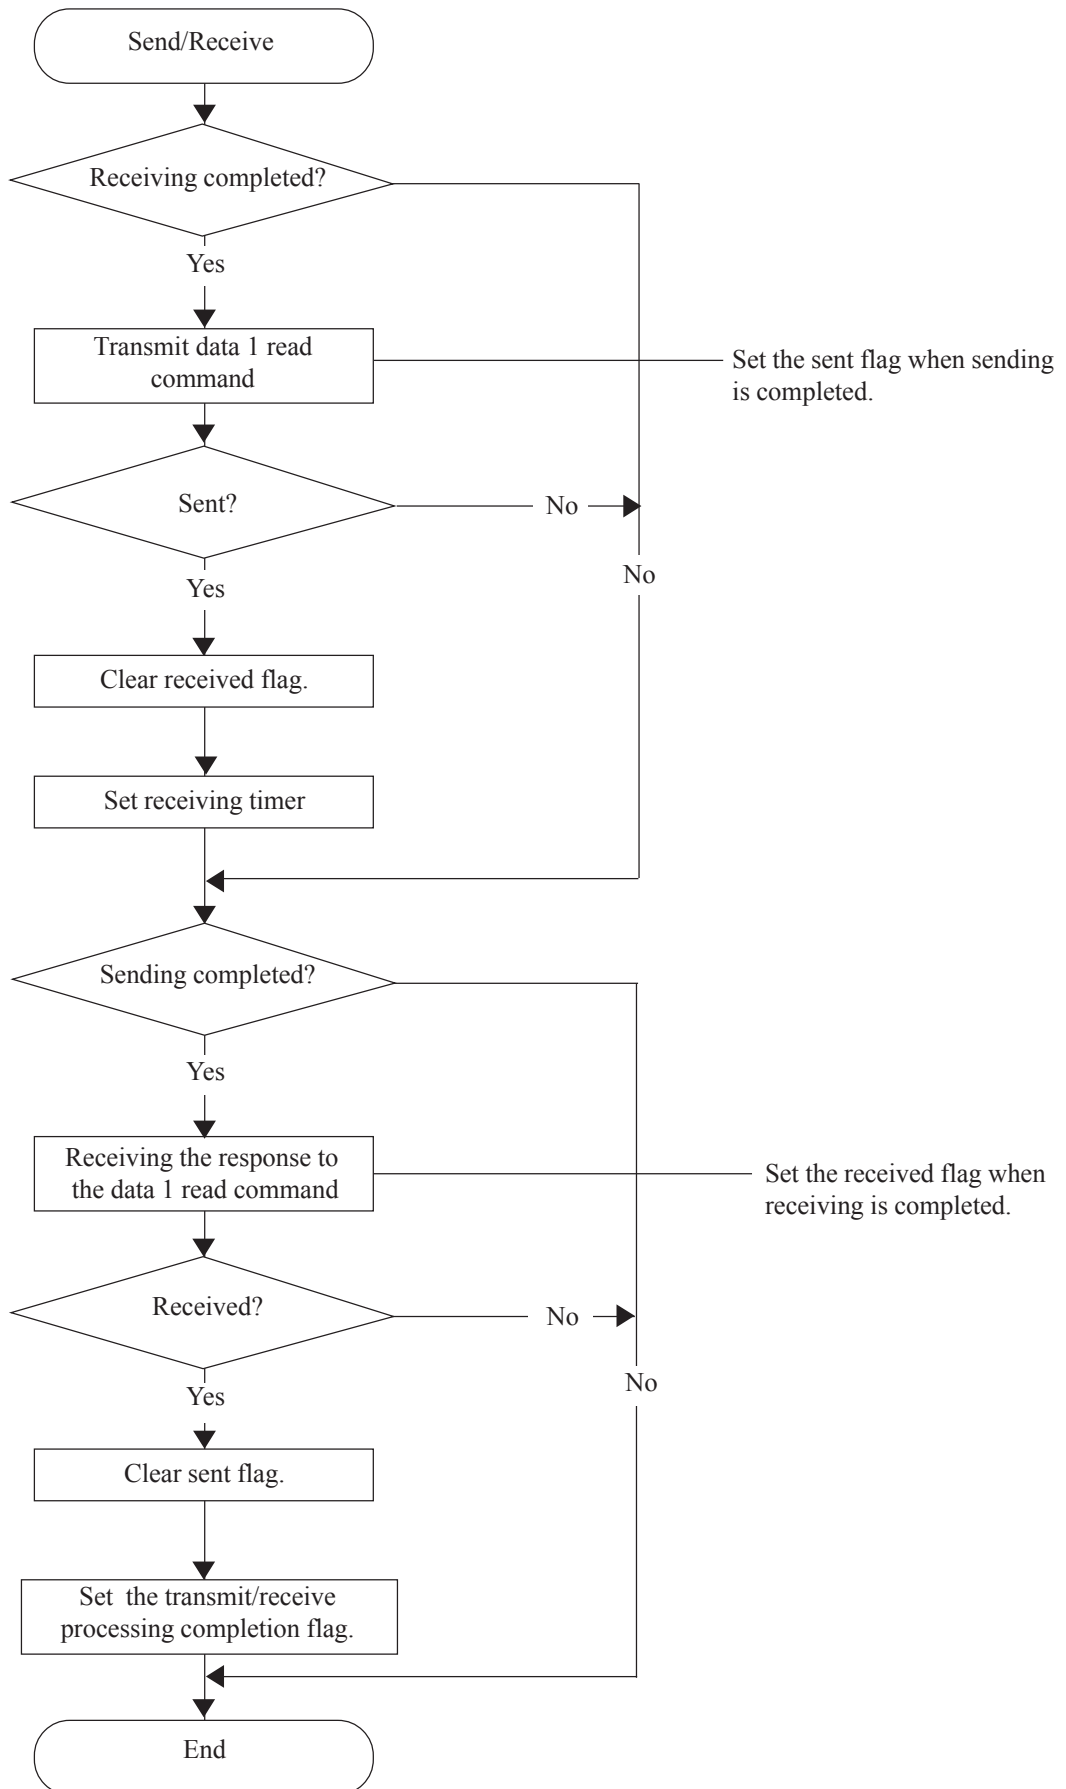 Send/Receive
Receiving completed?
Yes
Transmit data 1 read
command
Set the sent flag when sending
is completed.
Sent?
No
No
Yes
Clear received flag.
Set receiving timer
Sending completed?
Yes
Receiving the response to
the data 1 read command
Set the received flag when
receiving is completed.
Received?
No
No
Yes
Clear sent flag.
Set the transmit/receive
processing completion flag.
End